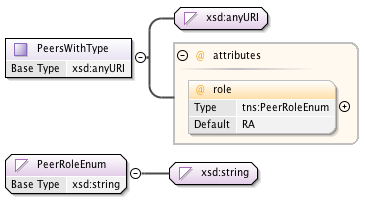 xsd:anyURI
PeersWithType
Base Type xsd:anyURI
@ attributes
@ role
Type tns:PeerRoleEnum
Default RA
PeerRoleEnum
Base Type xsd:string
xsd:string